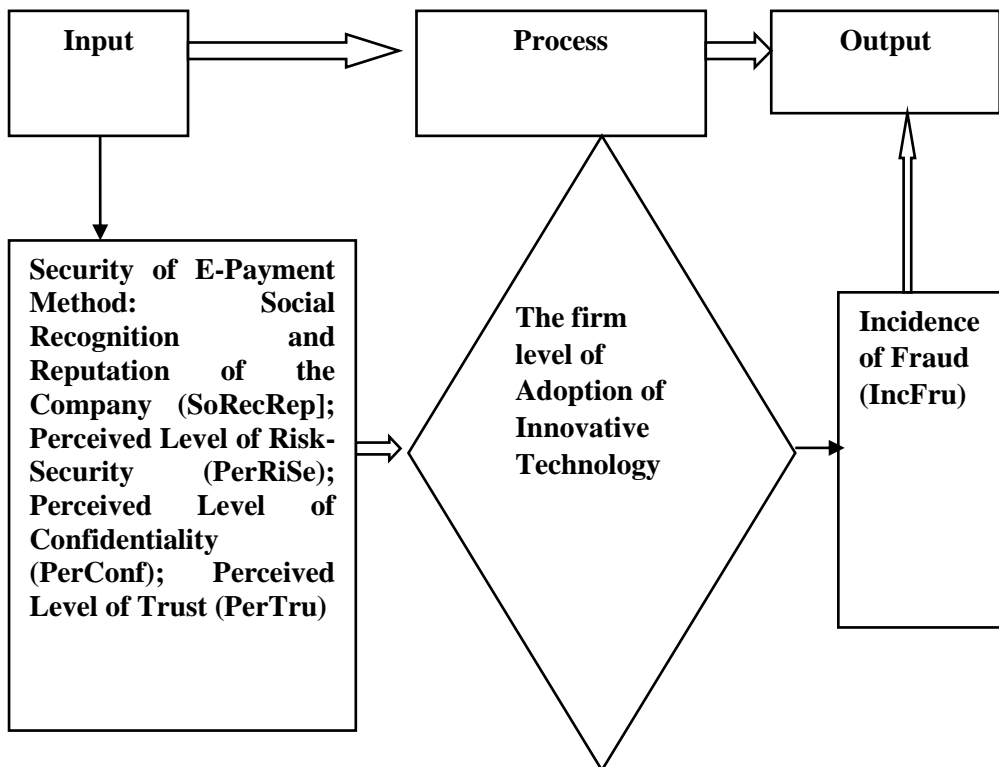 Input
Process
Output
Security of E-Payment
Method: Social
Recognition and
Reputation of the
Company (SoRecRep];
Perceived Level of Risk-
Security (PerRiSe);
Perceived Level of
Confidentiality
(PerConf); Perceived
Level of Trust (PerTru)
The firm
level of
Adoption of
Innovative
Technology
Incidence
of Fraud
(IncFru)